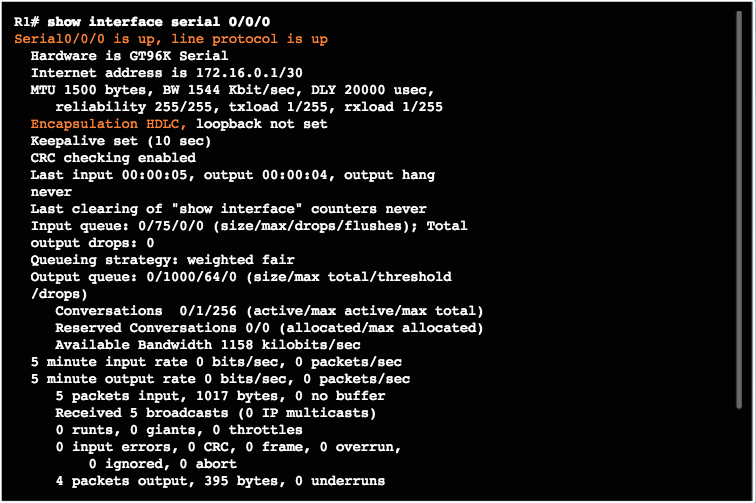 R1# show interface serial 0/0/0
Serial0/0/0 is up, line protocol is up
Hardware is GT96K Serial
Internet address is 172.16.0.1/30
MTU 1500 bytes, BW 1544 Kbit/sec, DLY 20000 usec,
reliability 255/255, txload 1/255, rxload 1/255
Encapsulation HDLC, loopback not set
Keepalive set (10 sec)
CRC checking enabled
Last input 00:00:05, output 00:00:04, output hang
never
Last clearing of "show interface" counters never
Input queue: 0/75/0/0 (size/max/drops/flushes); Total
output drops: 0
Queueing strategy: weighted fair
Output queue: 0/1000/64/0 (size/max total/threshold
/drops)
Conversations  0/1/256 (active/max active/max total)
Reserved Conversations 0/0 (allocated/max allocated)
Available Bandwidth 1158 kilobits/sec
5 minute input rate 0 bits/sec, 0 packets/sec
5 minute output rate 0 bits/sec, 0 packets/sec
5 packets input, 1017 bytes, 0 no buffer
Received 5 broadcasts (0 IP multicasts)
0 runts, 0 giants, 0 throttles
0 input errors, 0 CRC, 0 frame, 0 overrun,
0 ignored, 0 abort
4 packets output, 395 bytes, 0 underruns